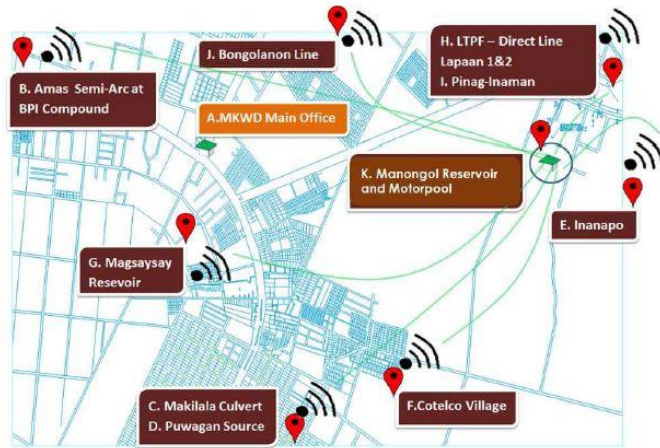 J. Bongolanon Line
H. LTPF – Direct Line
Lapaan 1&2
I. Pinag-Inaman
B. Amas Semi-Arc at
BPI Compound
A.MKWD Main Office
K. Manongol Reservoir
and Motorpool
E. Inanapo
G. Magsaysay
Resevoir
C. Makilala Culvert
D. Puwagan Source
F.Cotelco Village